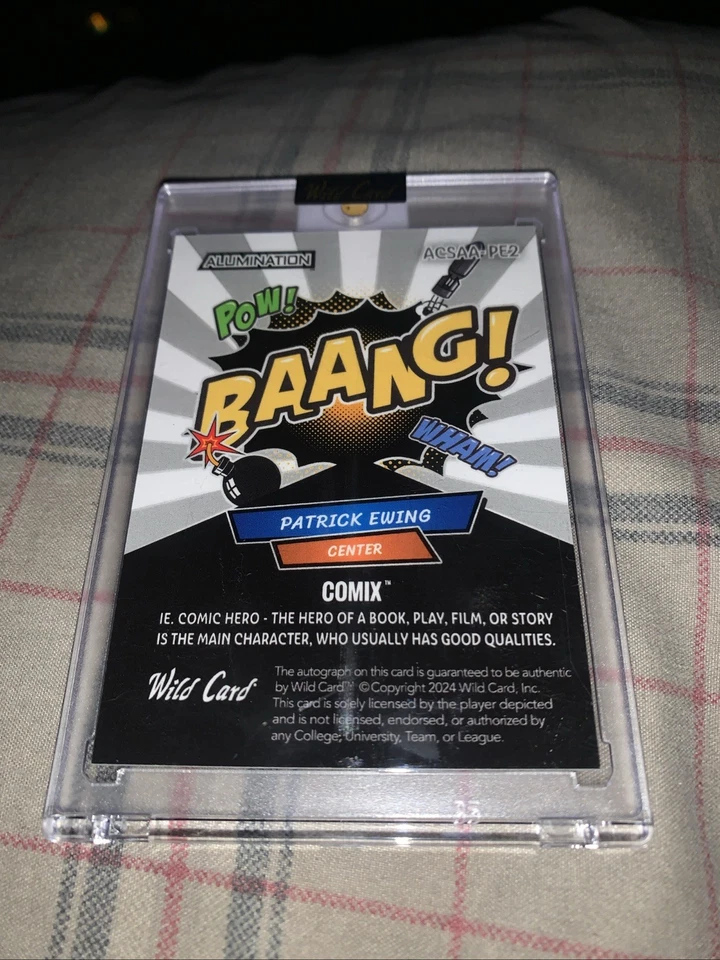 Wild Card
ALUMINATION
ACSAA-PE2
POW!
BAANG!
WHAM!
PATRICK EWING
CENTER
COMIX™
IE. COMIC HERO - THE HERO OF A BOOK, PLAY, FILM, OR STORY
IS THE MAIN CHARACTER, WHO USUALLY HAS GOOD QUALITIES.
Wild Card
The autograph on this card is guaranteed to be authentic
by Wild Card™ ©Copyright 2024 Wild Card, Inc.
This card is solely licensed by the player depicted
and is not licensed, endorsed, or authorized by
any College, University, Team, or League.
35